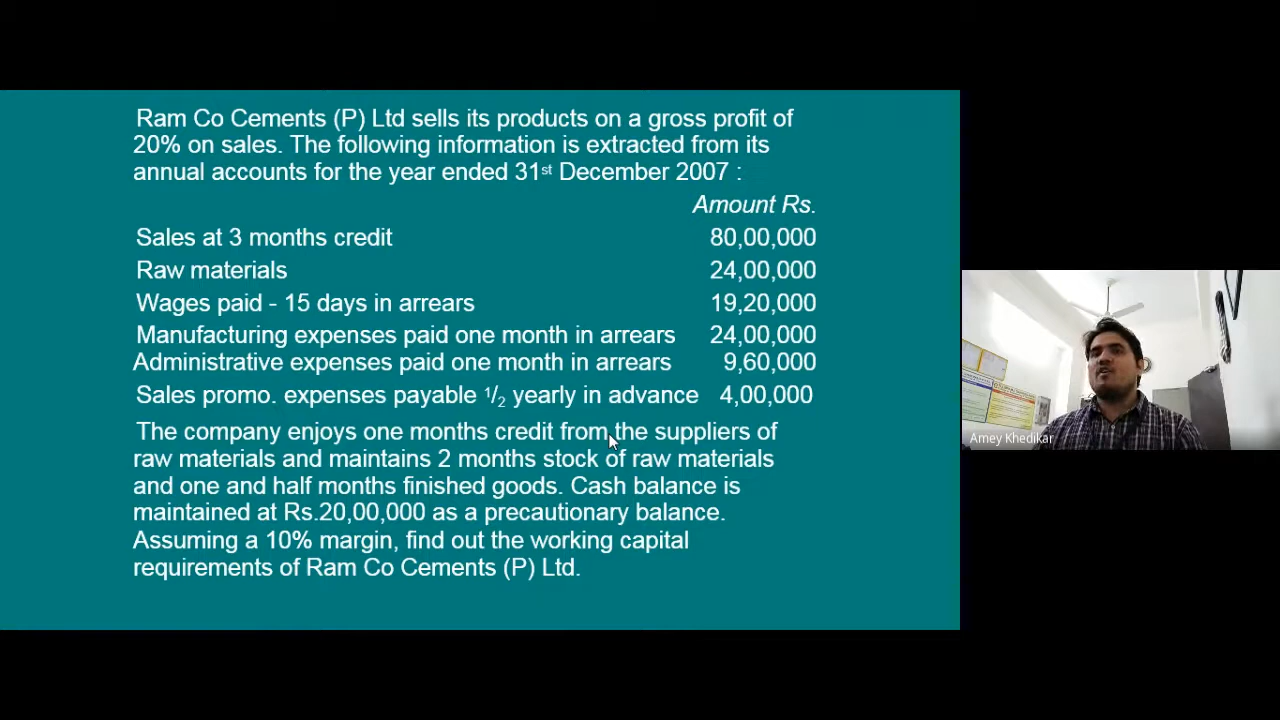 Ram Co Cements (P) Ltd sells its products on a gross profit of
20% on sales. The following information is extracted from its
annual accounts for the year ended 31st December 2007 :
Amount Rs.
Sales at 3 months credit 80,00,000
Raw materials 24,00,000
Wages paid - 15 days in arrears 19,20,000
Manufacturing expenses paid one month in arrears 24,00,000
Administrative expenses paid one month in arrears 9,60,000
Sales promo. expenses payable 1/2 yearly in advance 4,00,000
The company enjoys one months credit from the suppliers of
raw materials and maintains 2 months stock of raw materials
and one and half months finished goods. Cash balance is
maintained at Rs.20,00,000 as a precautionary balance.
Assuming a 10% margin, find out the working capital
requirements of Ram Co Cements (P) Ltd.
Amey Khedikar